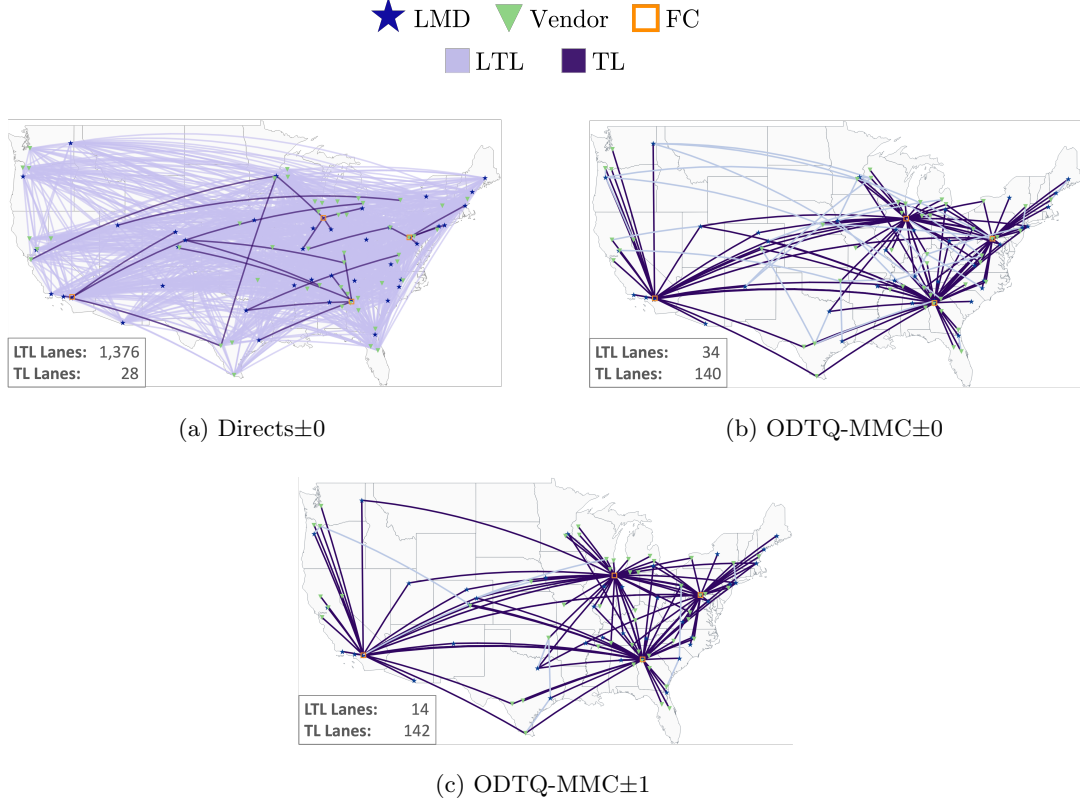 LMD Vendor FC
LTL TL
LTL Lanes: 1,376
TL Lanes: 28
(a) Directs±0
LTL Lanes: 34
TL Lanes: 140
(b) ODTQ-MMC±0
LTL Lanes: 14
TL Lanes: 142
(c) ODTQ-MMC±1